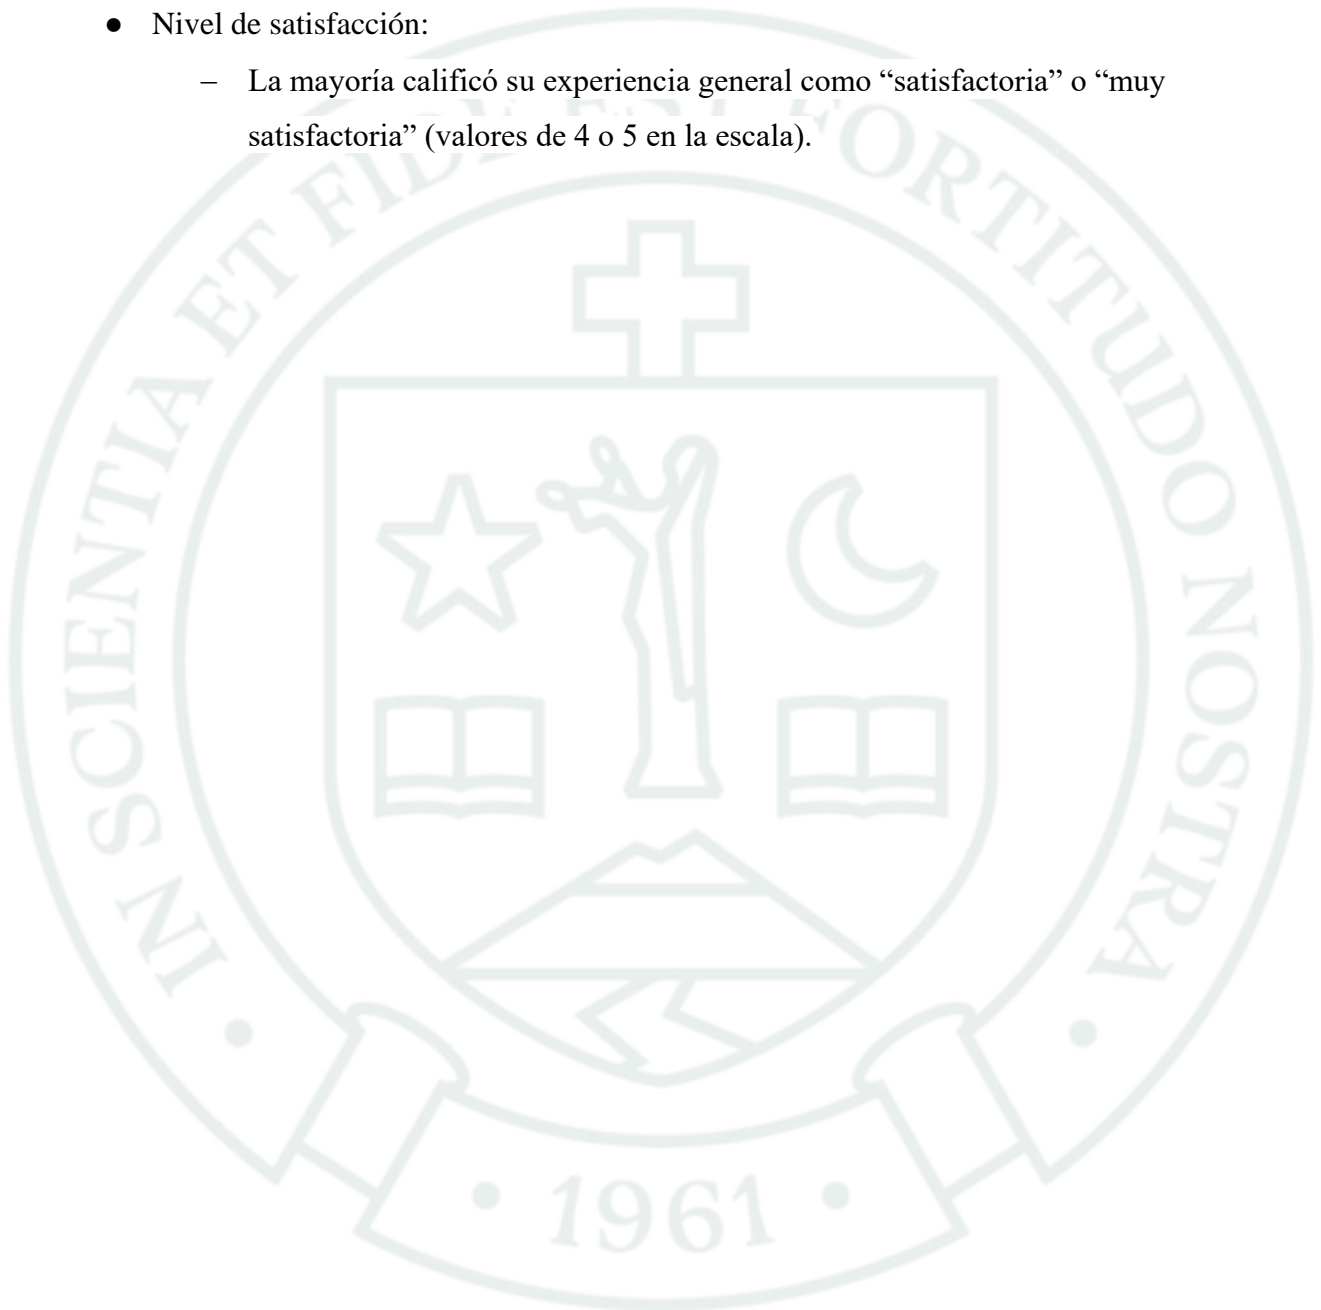 ● Nivel de satisfacción:
– La mayoría calificó su experiencia general como “satisfactoria” o “muy
satisfactoria” (valores de 4 o 5 en la escala).
• IN SCIENTIA ET FIDE EST FORTITUDO NOSTRA •
• 1961 •